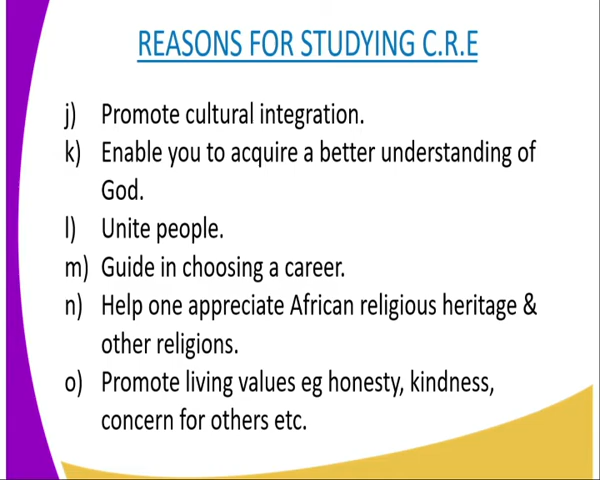 REASONS FOR STUDYING C.R.E
j) Promote cultural integration.
k) Enable you to acquire a better understanding of
God.
l) Unite people.
m) Guide in choosing a career.
n) Help one appreciate African religious heritage &
other religions.
o) Promote living values eg honesty, kindness,
concern for others etc.